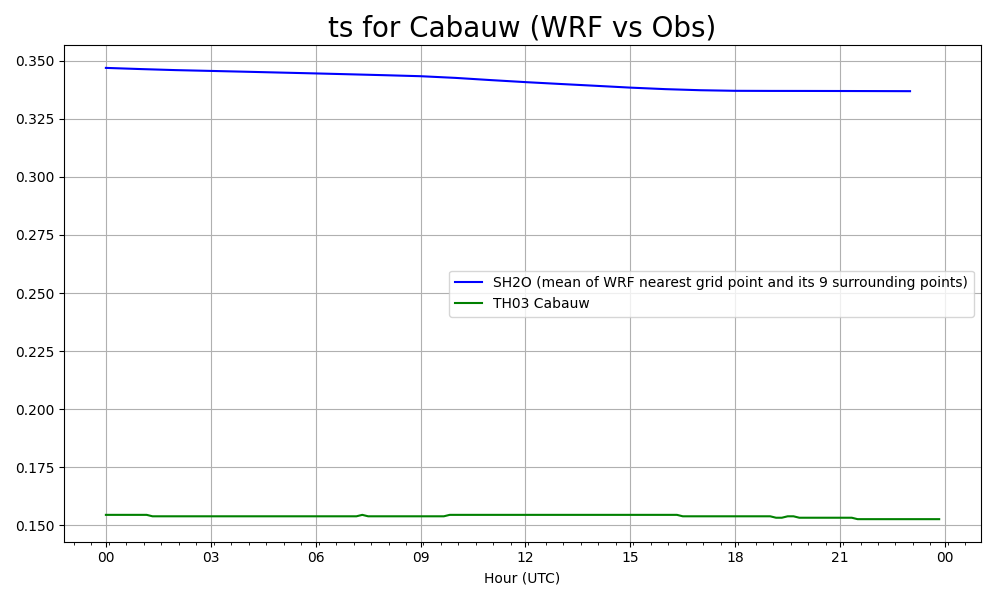 ts for Cabauw (WRF vs Obs)
0.350
0.325
0.300
0.275
0.250
0.225
0.200
0.175
0.150
SH2O (mean of WRF nearest grid point and its 9 surrounding points)
TH03 Cabauw
00 03 06 09 12 15 18 21 00
Hour (UTC)